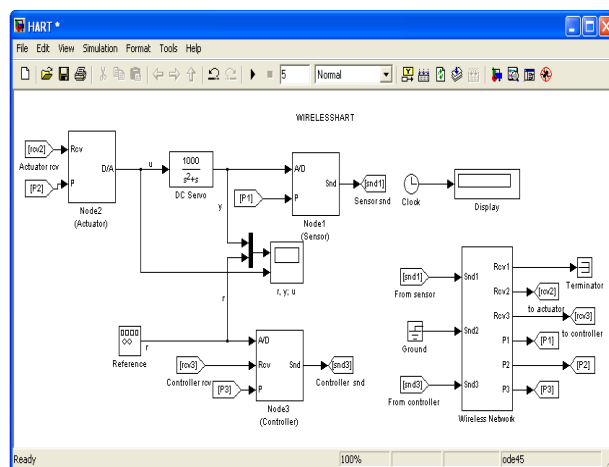 HART *
File Edit View Simulation Format Tools Help
5 Normal
WIRELESSHART
[rcv2]
Actuator rcv
[P2]
Rcv
P
D/A
Node2
(Actuator)
u
1000
s²+s
DC Servo
y
[P1]
A/D
P
Snd
Node1
(Sensor)
[snd1]
Sensor snd
Clock
Display
r, y; u
r
Reference
r
[rcv3]
Controller rcv
[P3]
A/D
Rcv
P
Snd
Node3
(Controller)
[snd3]
Controller snd
[snd1]
From sensor
Ground
[snd3]
From controller
Snd1
Snd2
Snd3
Rcv1
Rcv2
Rcv3
P1
P2
P3
Wireless Network
Terminator
[rcv2]
to actuator
[rcv3]
to controller
[P1]
[P2]
[P3]
Ready 100% ode45